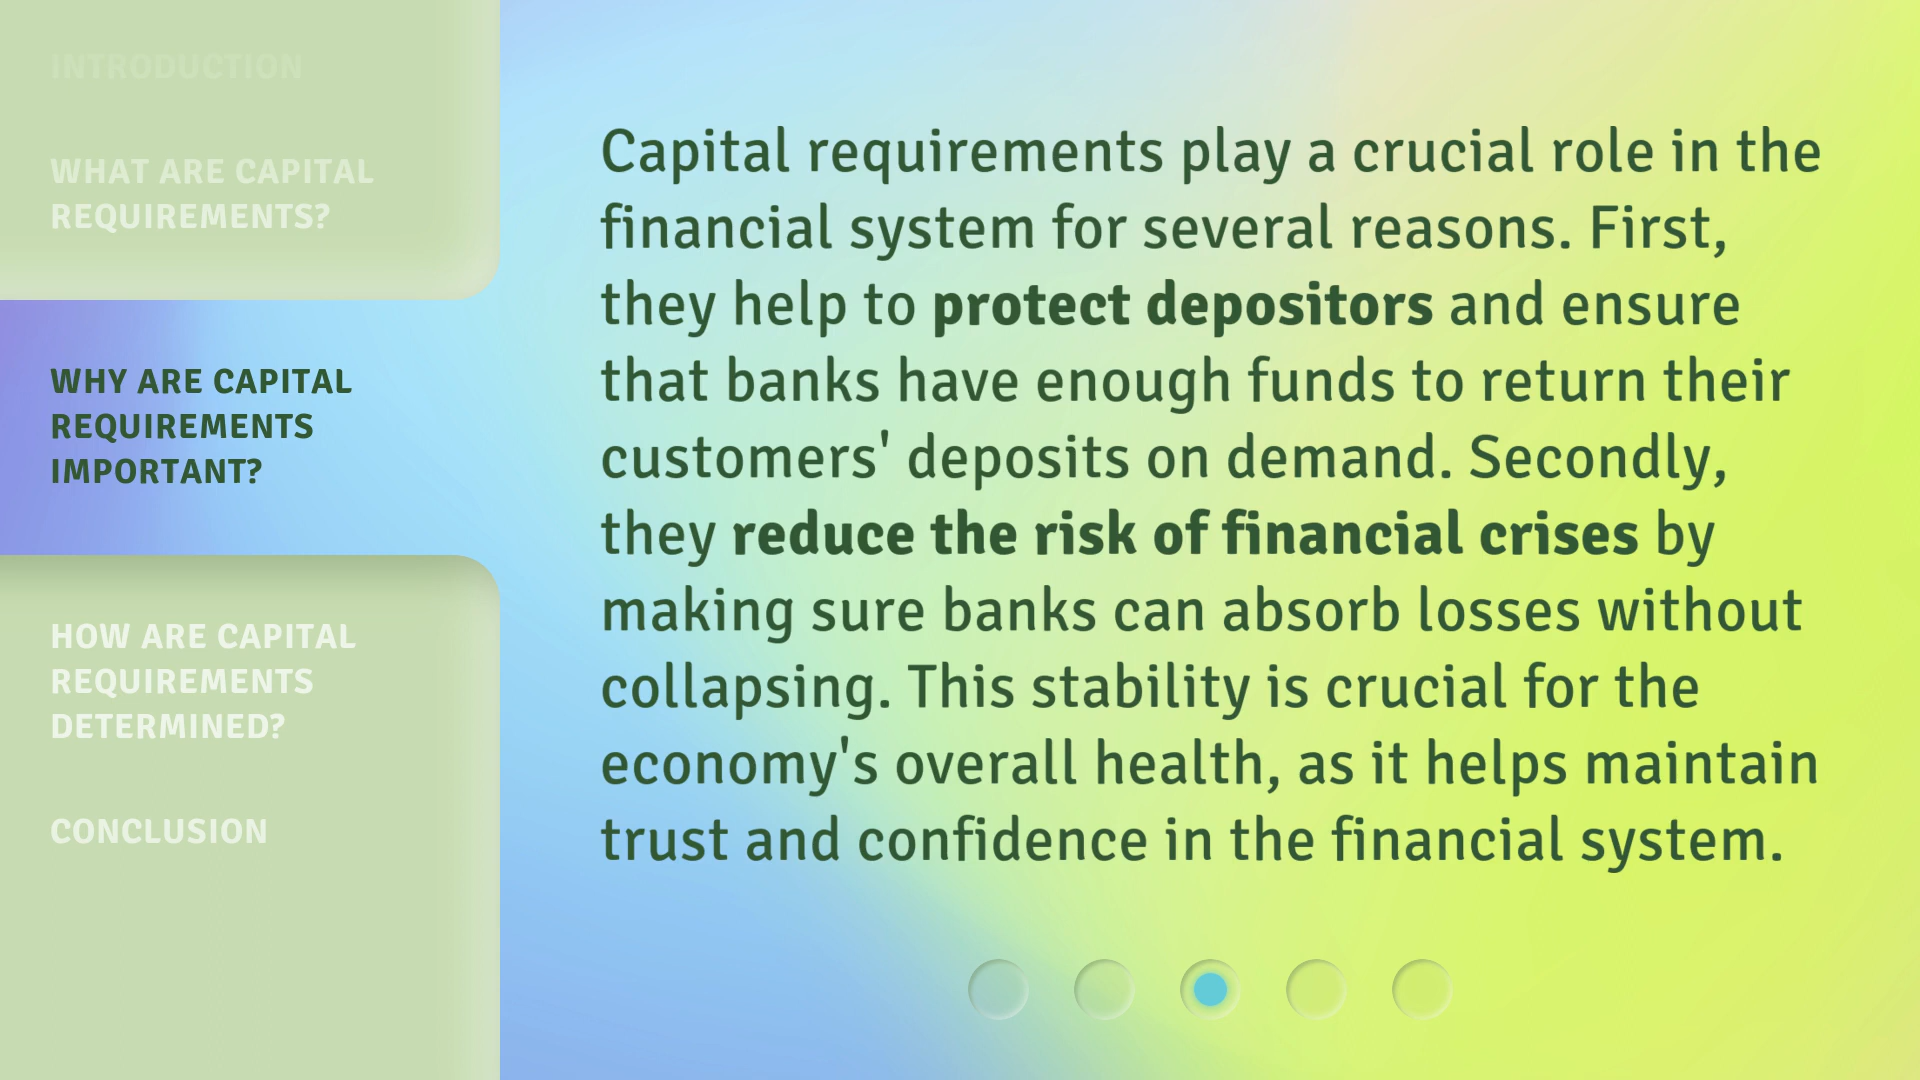 INTRODUCTION
WHAT ARE CAPITAL
REQUIREMENTS?
WHY ARE CAPITAL
REQUIREMENTS
IMPORTANT?
HOW ARE CAPITAL
REQUIREMENTS
DETERMINED?
CONCLUSION
Capital requirements play a crucial role in the
financial system for several reasons. First,
they help to protect depositors and ensure
that banks have enough funds to return their
customers' deposits on demand. Secondly,
they reduce the risk of financial crises by
making sure banks can absorb losses without
collapsing. This stability is crucial for the
economy's overall health, as it helps maintain
trust and confidence in the financial system.